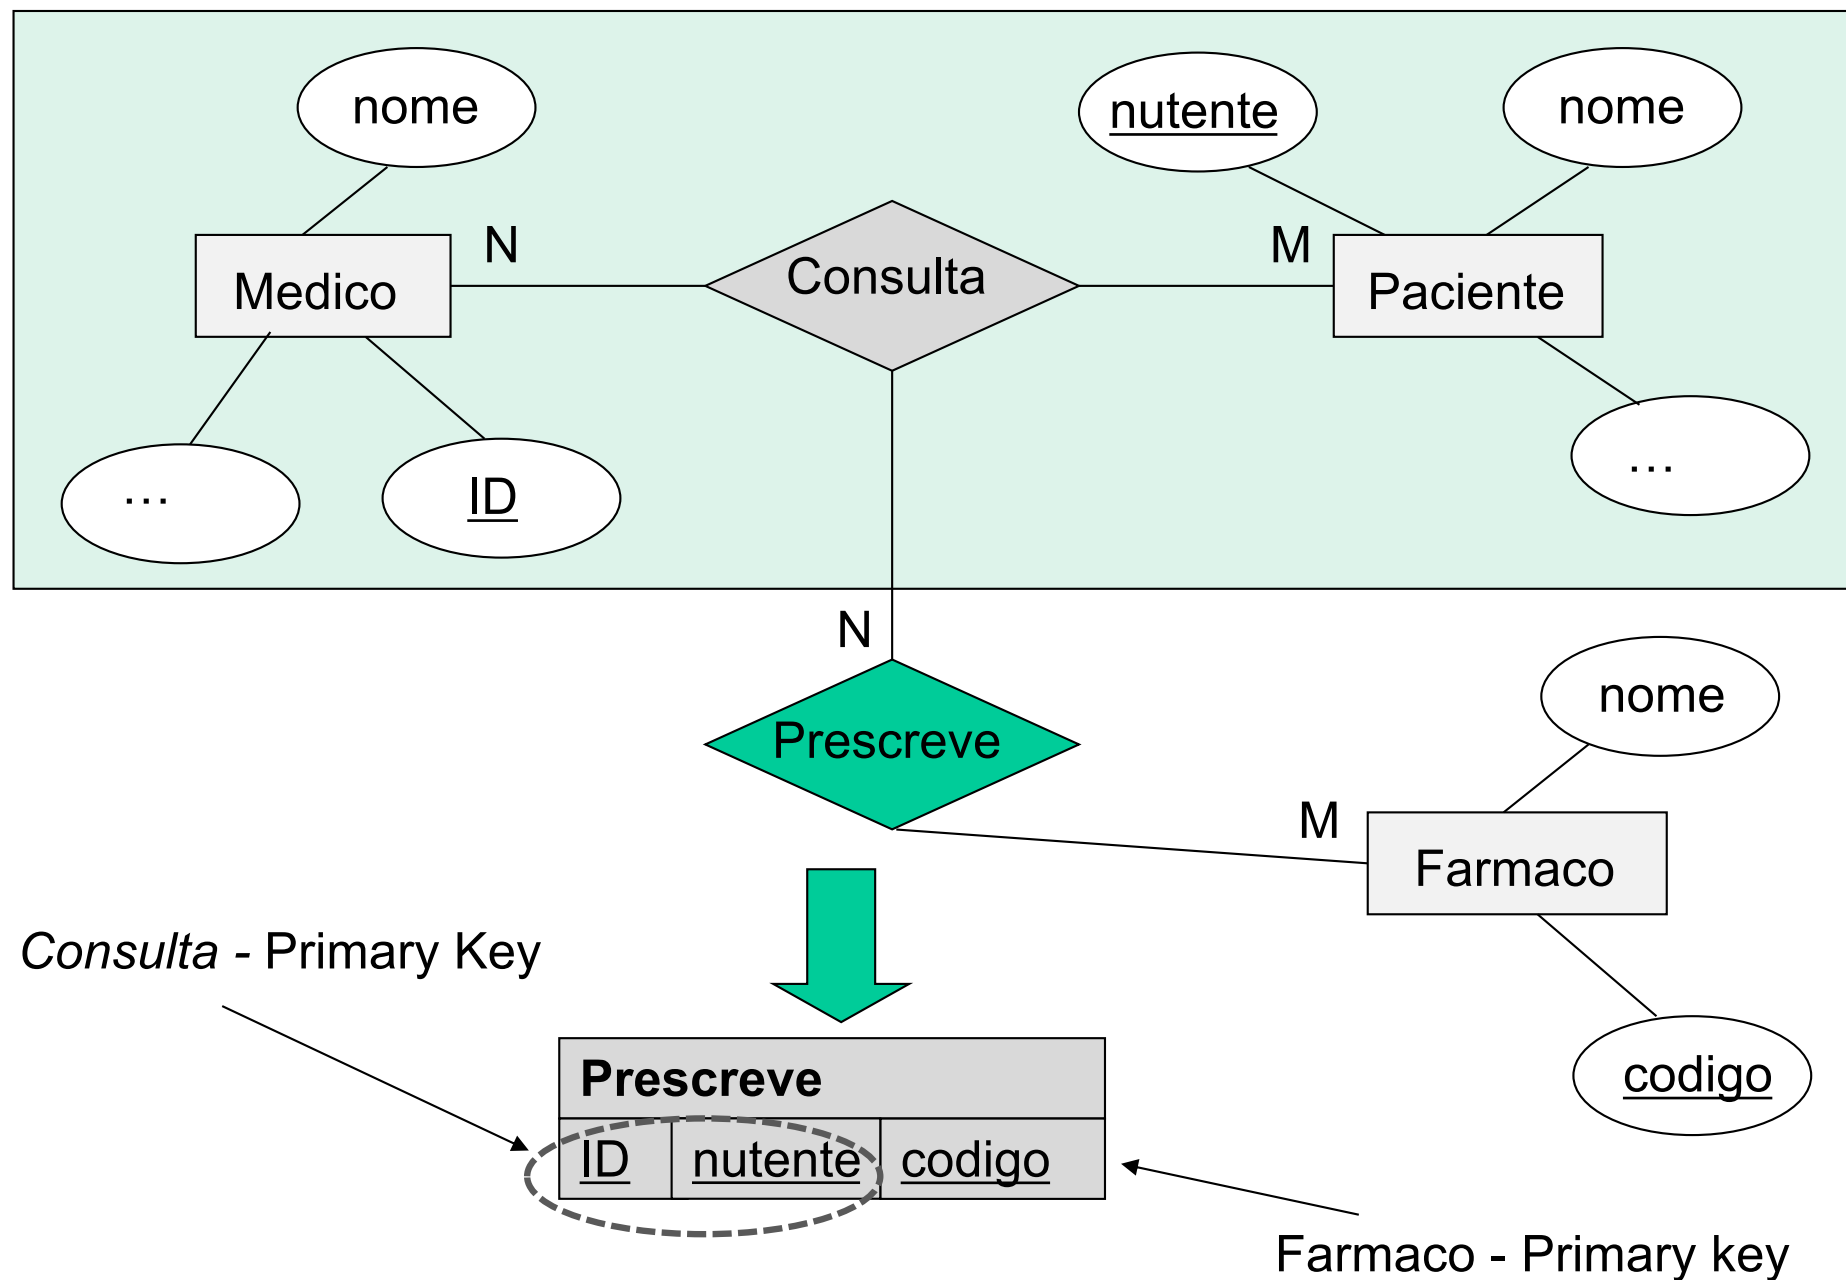 nome
nutente
nome
N
M
Medico
Consulta
Paciente
…
ID
…
N
nome
Prescreve
M
Farmaco
Consulta - Primary Key
Prescreve
codigo
ID nutente codigo
Farmaco - Primary key